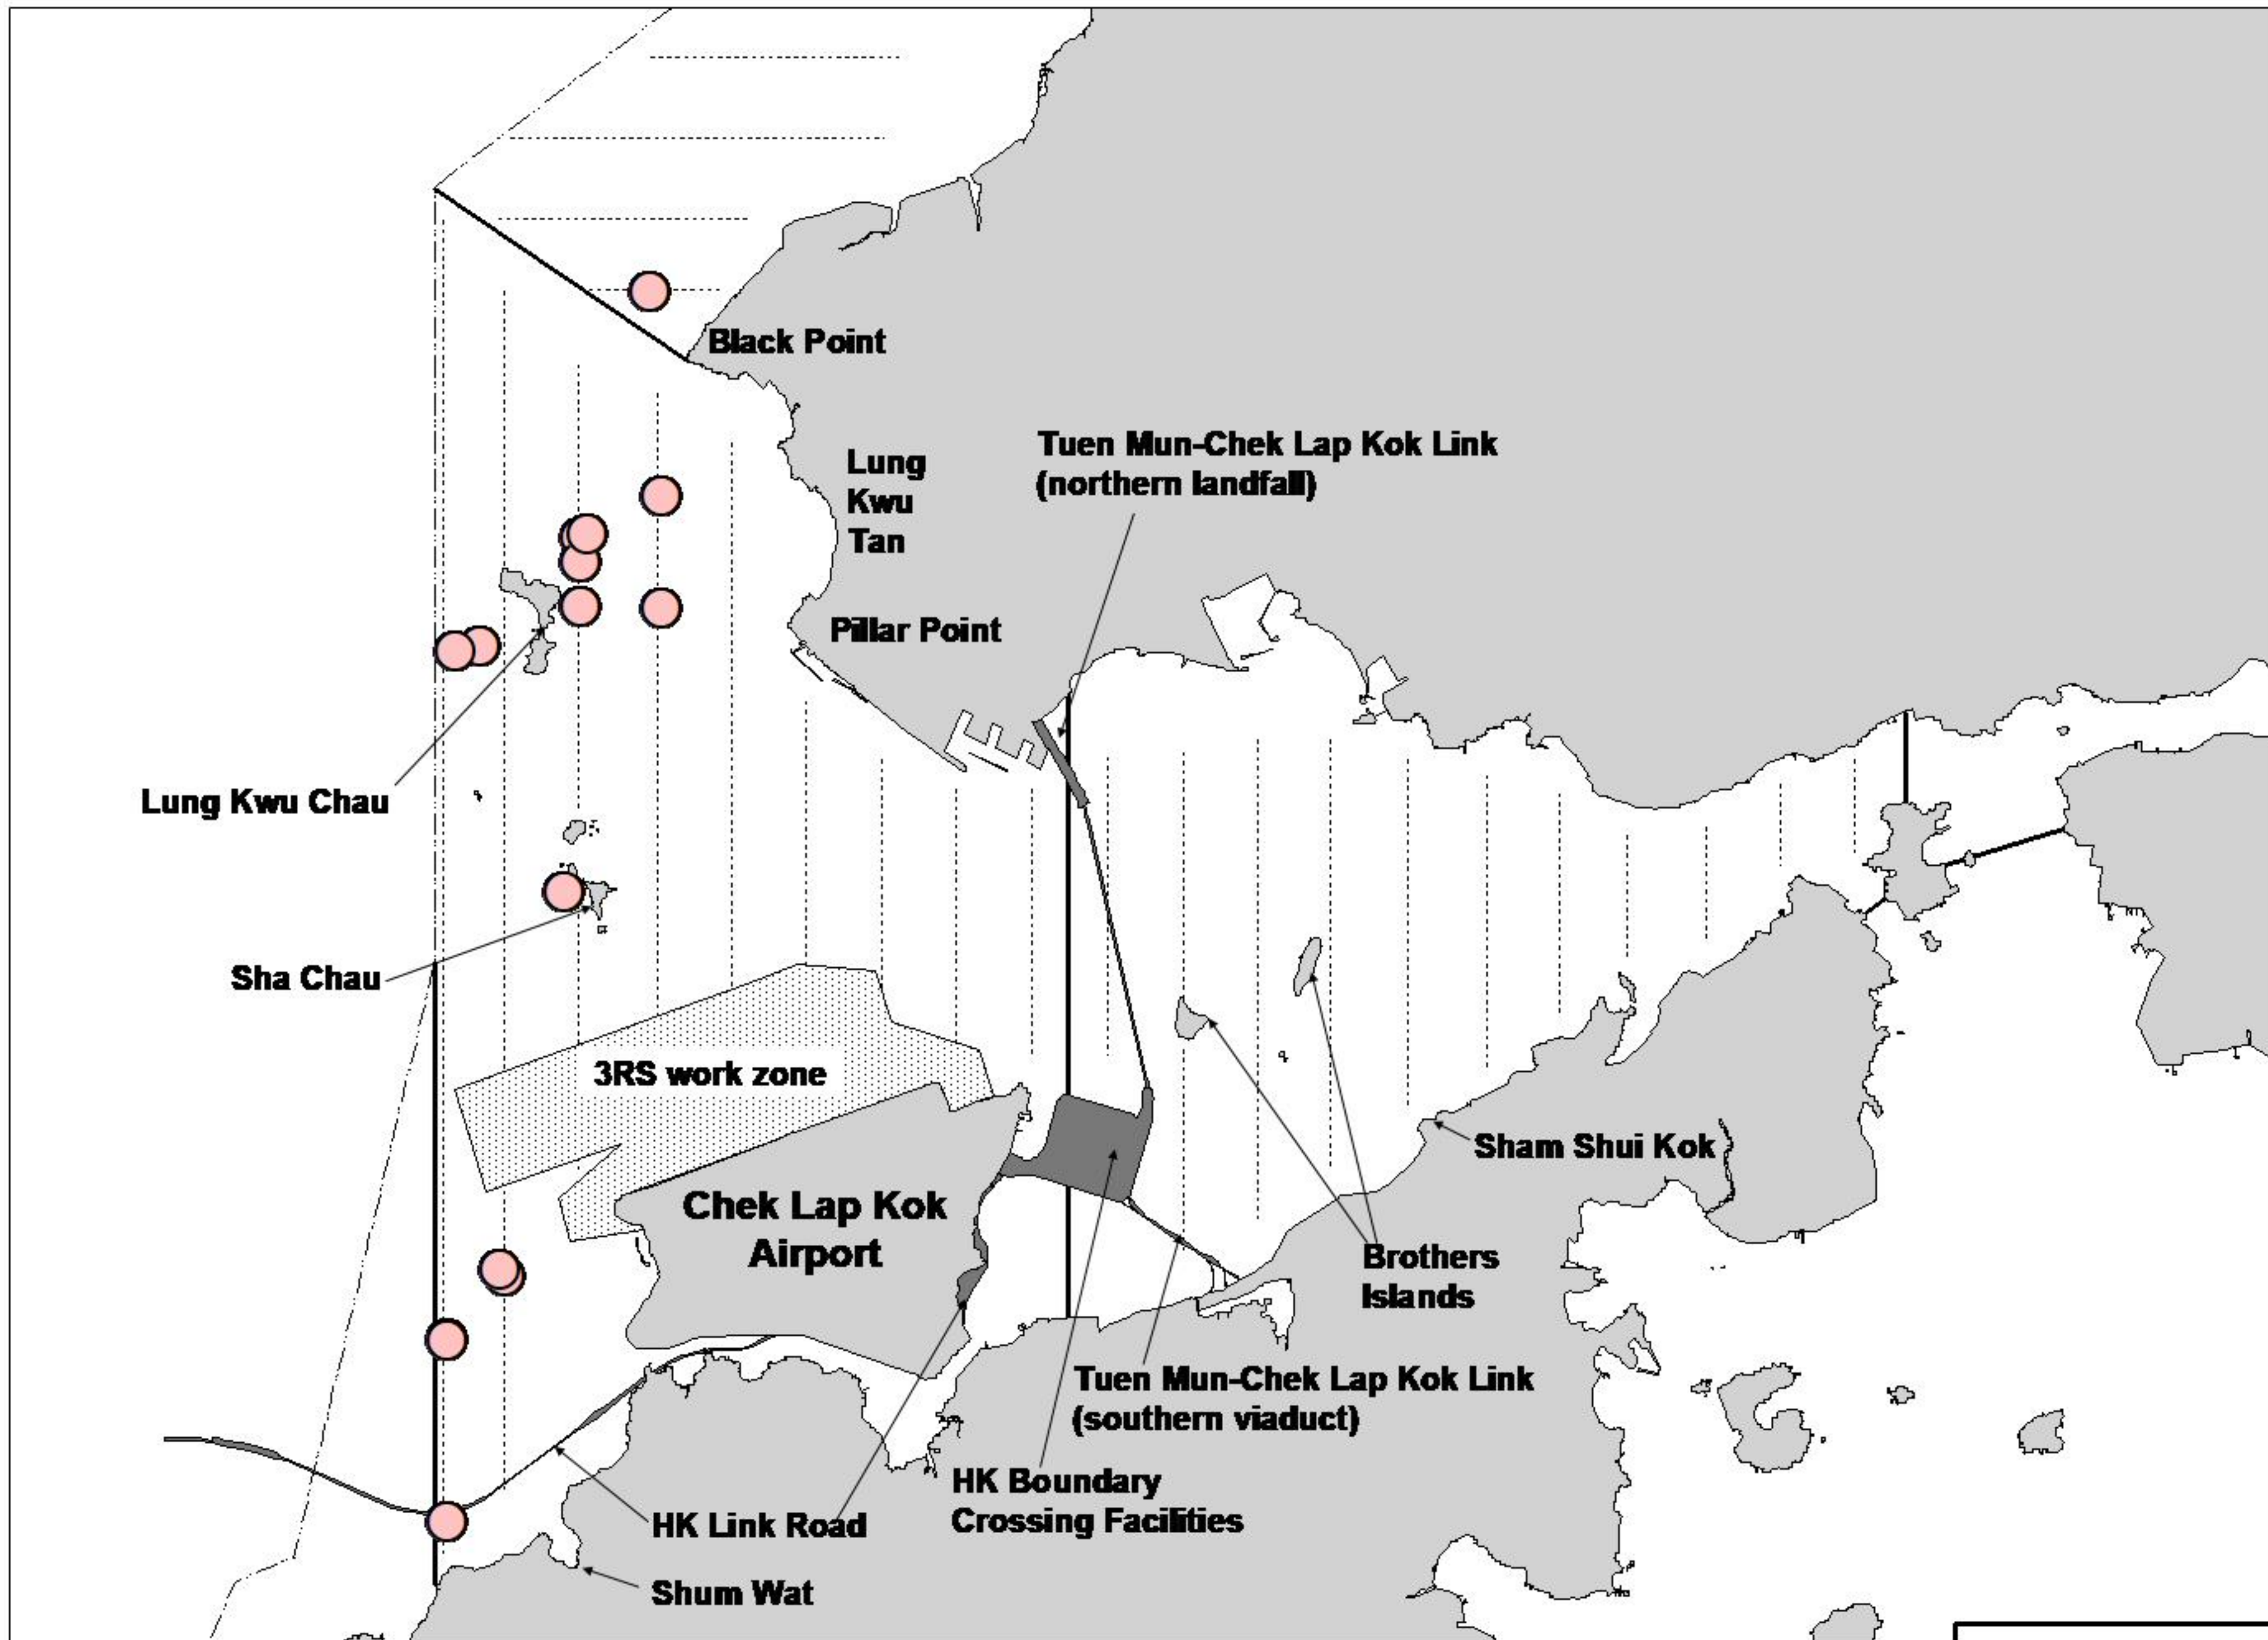 Black Point
Tuen Mun-Chek Lap Kok Link
(northern landfall)
Lung
Kwu
Tan
Pillar Point
Lung Kwu Chau
Sha Chau
3RS work zone
Sham Shui Kok
Chek Lap Kok
Airport
Brothers
Islands
Tuen Mun-Chek Lap Kok Link
(southern viaduct)
HK Boundary
Crossing Facilities
HK Link Road
Shum Wat